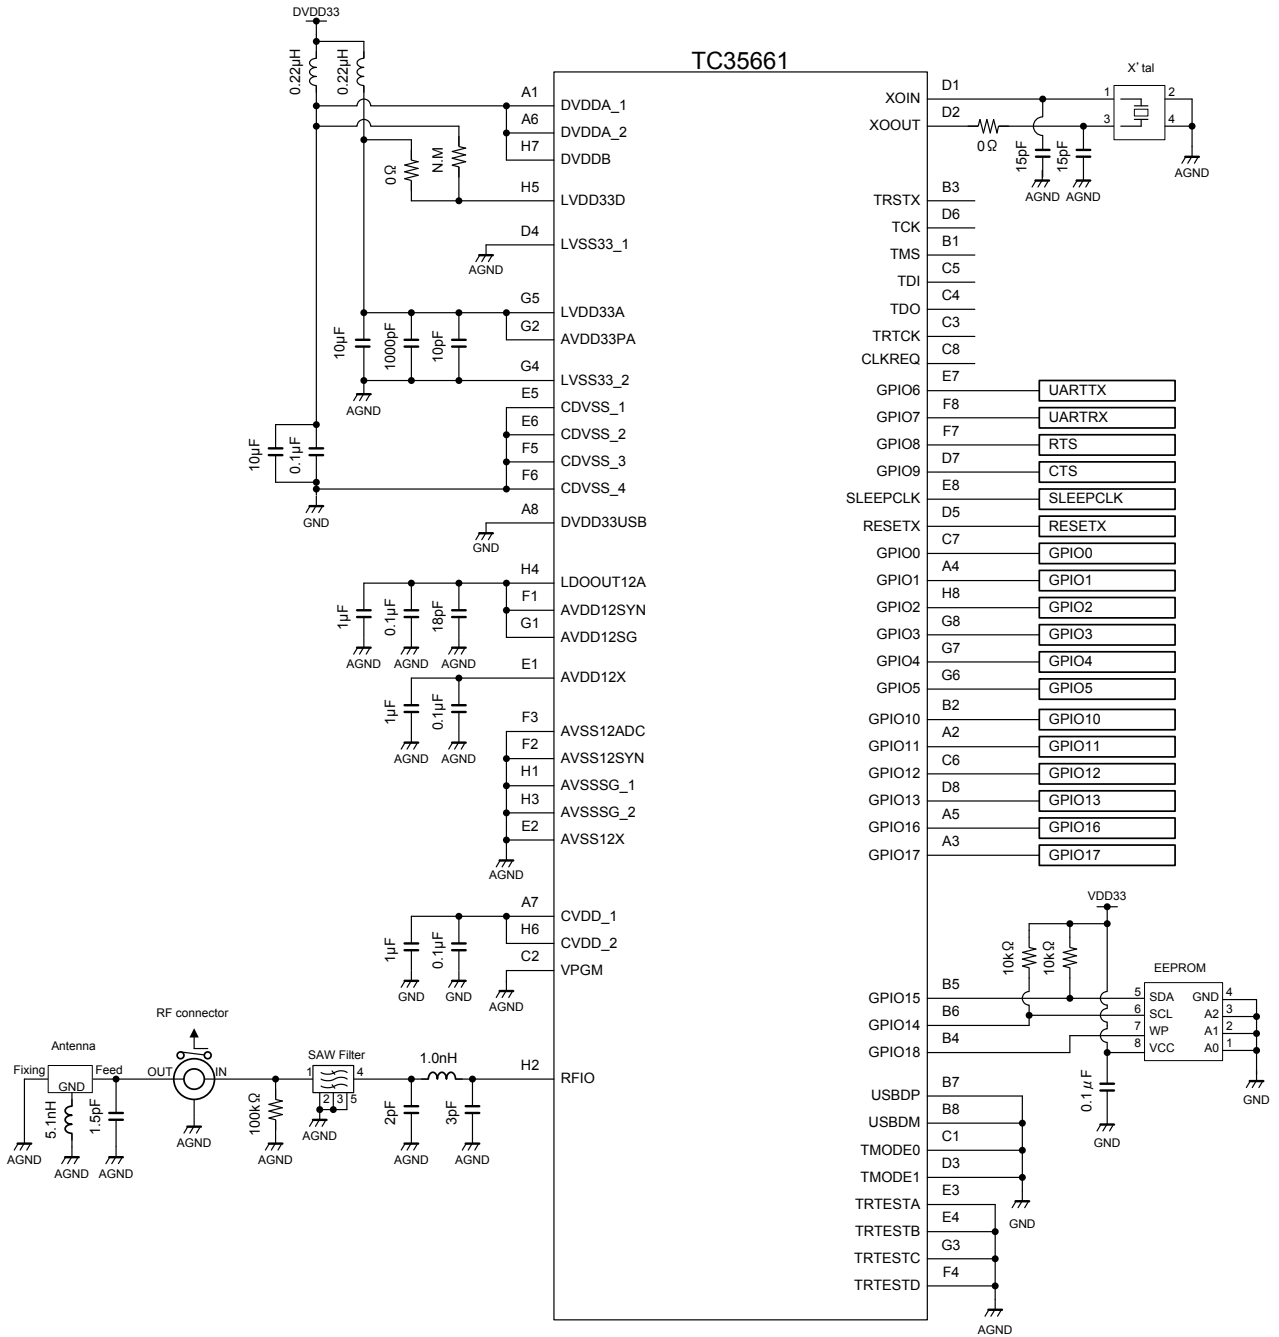 TC35661
DVDD33
0.22μH
0.22μH
A1
DVDDA_1
A6
DVDDA_2
H7
DVDDB
0Ω
N.M
H5
LVDD33D
D4
LVSS33_1
AGND
G5
LVDD33A
G2
AVDD33PA
10μF
1000pF
10pF
G4
LVSS33_2
AGND
E5
CDVSS_1
E6
CDVSS_2
F5
CDVSS_3
F6
CDVSS_4
10μF
0.1μF
GND
A8
DVDD33USB
GND
H4
LDOOUT12A
F1
AVDD12SYN
G1
AVDD12SG
1μF
0.1μF
18pF
AGND
AGND
AGND
E1
AVDD12X
1μF
0.1μF
AGND
AGND
F3
AVSS12ADC
F2
AVSS12SYN
H1
AVSSSG_1
H3
AVSSSG_2
E2
AVSS12X
AGND
A7
CVDD_1
H6
CVDD_2
1μF
0.1μF
GND
GND
C2
VPGM
AGND
RF connector
Antenna
Fixing
GND
Feed
OUT
IN
SAW Filter
1
4
2
3
5
1.0nH
H2
RFIO
5.1nH
1.5pF
100kΩ
2pF
3pF
AGND
AGND
AGND
AGND
AGND
AGND
AGND
AGND
XOIN
D1
XOOUT
D2
0Ω
15pF
15pF
AGND
AGND
X'tal
1
2
3
4
AGND
TRSTX
B3
TCK
D6
TMS
B1
TDI
C5
TDO
C4
TRTCK
C3
CLKREQ
C8
GPIO6
E7
UARTTX
GPIO7
F8
UARTRX
GPIO8
F7
RTS
GPIO9
D7
CTS
SLEEPCLK
E8
SLEEPCLK
RESETX
D5
RESETX
GPIO0
C7
GPIO0
GPIO1
A4
GPIO1
GPIO2
H8
GPIO2
GPIO3
G8
GPIO3
GPIO4
G7
GPIO4
GPIO5
G6
GPIO5
GPIO10
B2
GPIO10
GPIO11
A2
GPIO11
GPIO12
C6
GPIO12
GPIO13
D8
GPIO13
GPIO16
A5
GPIO16
GPIO17
A3
GPIO17
VDD33
10kΩ
10kΩ
EEPROM
GPIO15
B5
5
SDA
GND
4
GPIO14
B6
6
SCL
A2
3
GPIO18
B4
7
WP
A1
2
8
VCC
A0
1
0.1μF
GND
GND
USBDP
B7
USBDM
B8
TMODE0
C1
TMODE1
D3
GND
TRTESTA
E3
TRTESTB
E4
TRTESTC
G3
TRTESTD
F4
AGND